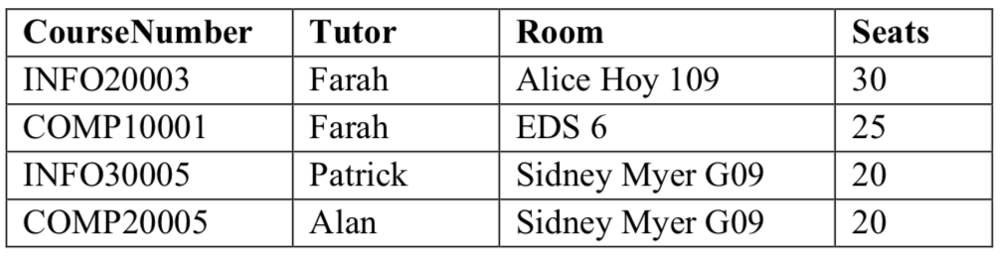 CourseNumber Tutor Room Seats
INFO20003 Farah Alice Hoy 109 30
COMP10001 Farah EDS 6 25
INFO30005 Patrick Sidney Myer G09 20
COMP20005 Alan Sidney Myer G09 20